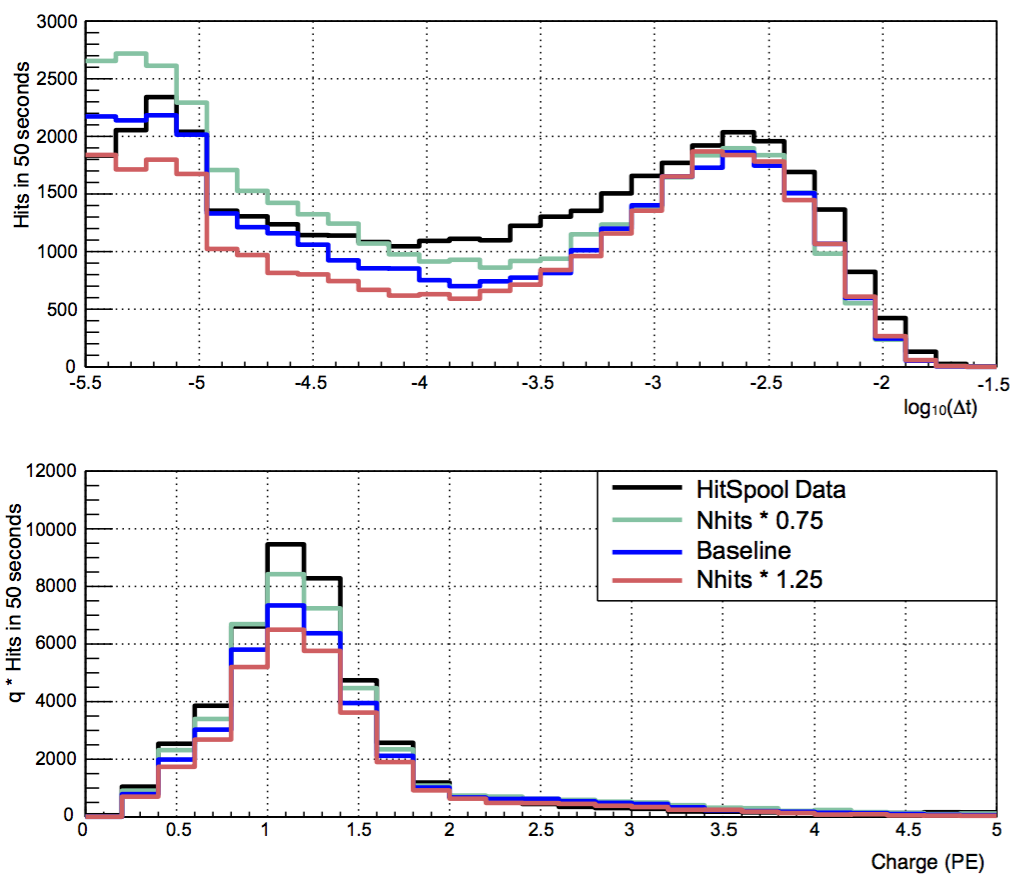 3000
2500
2000
1500
1000
500
0
Hits in 50 seconds
-5.5 -5 -4.5 -4 -3.5 -3 -2.5 -2 -1.5
log10(Δt)
12000
10000
8000
6000
4000
2000
0
q * Hits in 50 seconds
HitSpool Data
Nhits * 0.75
Baseline
Nhits * 1.25
0 0.5 1 1.5 2 2.5 3 3.5 4 4.5 5
Charge (PE)